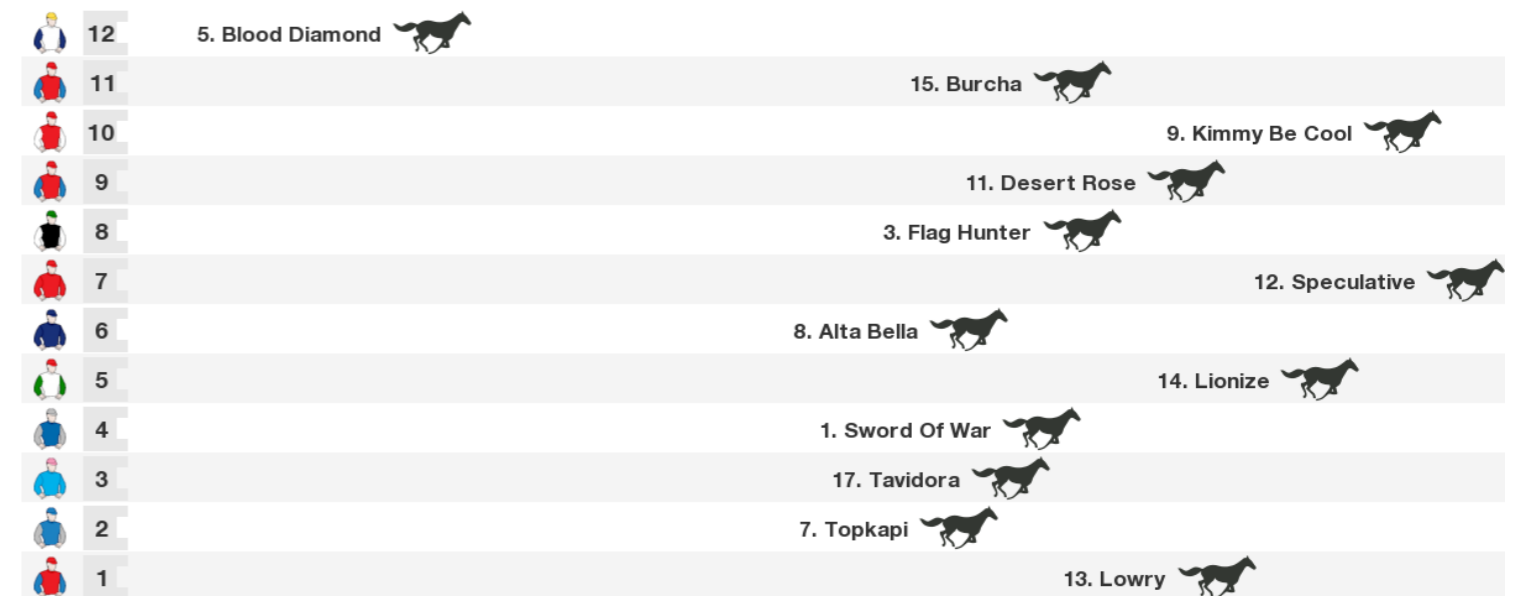 12 5. Blood Diamond
11 15. Burcha
10 9. Kimmy Be Cool
9 11. Desert Rose
8 3. Flag Hunter
7 12. Speculative
6 8. Alta Bella
5 14. Lionize
4 1. Sword Of War
3 17. Tavidora
2 7. Topkapi
1 13. Lowry